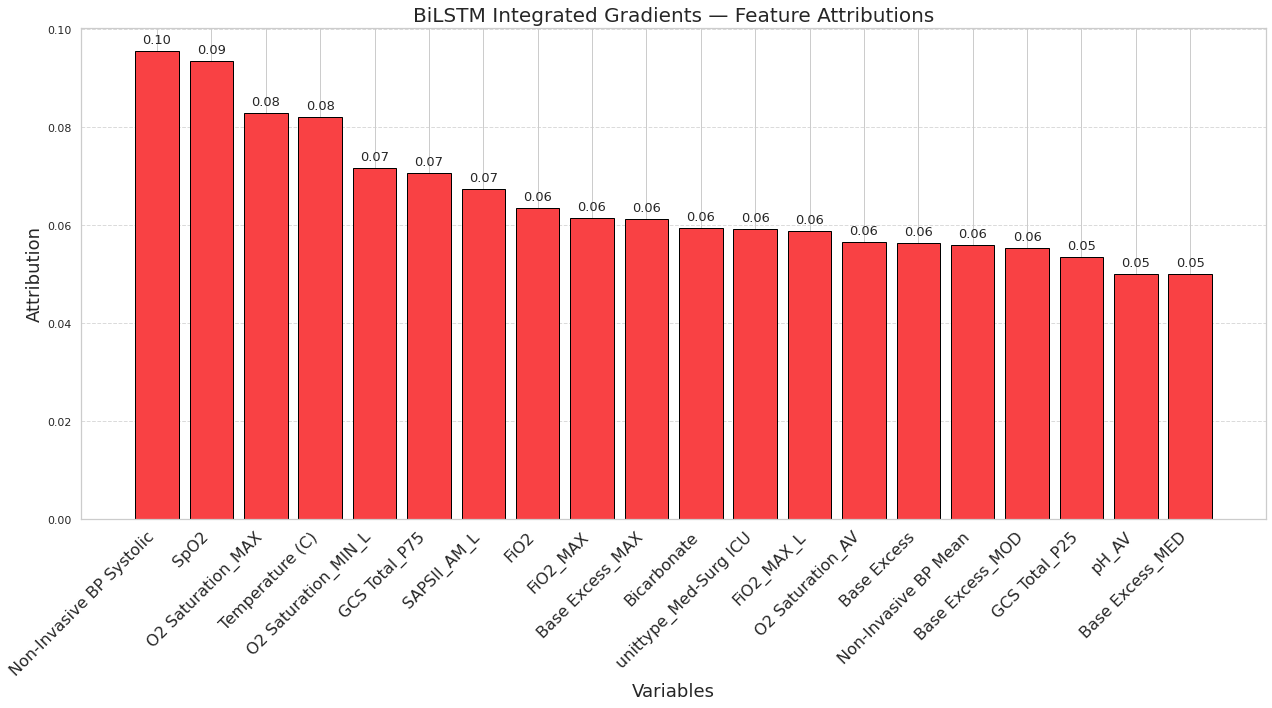 BiLSTM Integrated Gradients — Feature Attributions
Attribution
0.10
0.08
0.06
0.04
0.02
0.00
0.10
0.09
0.08
0.08
0.07
0.07
0.07
0.06
0.06
0.06
0.06
0.06
0.06
0.06
0.06
0.06
0.06
0.05
0.05
0.05
Non-Invasive BP Systolic
SpO2
O2 Saturation_MAX
Temperature (C)
O2 Saturation_MIN_L
GCS Total_P75
SAPSII_AM_L
FiO2
FiO2_MAX
Base Excess_MAX
Bicarbonate
unittype_Med-Surg ICU
FiO2_MAX_L
O2 Saturation_AV
Base Excess
Non-Invasive BP Mean
Base Excess_MOD
GCS Total_P25
pH_AV
Base Excess_MED
Variables